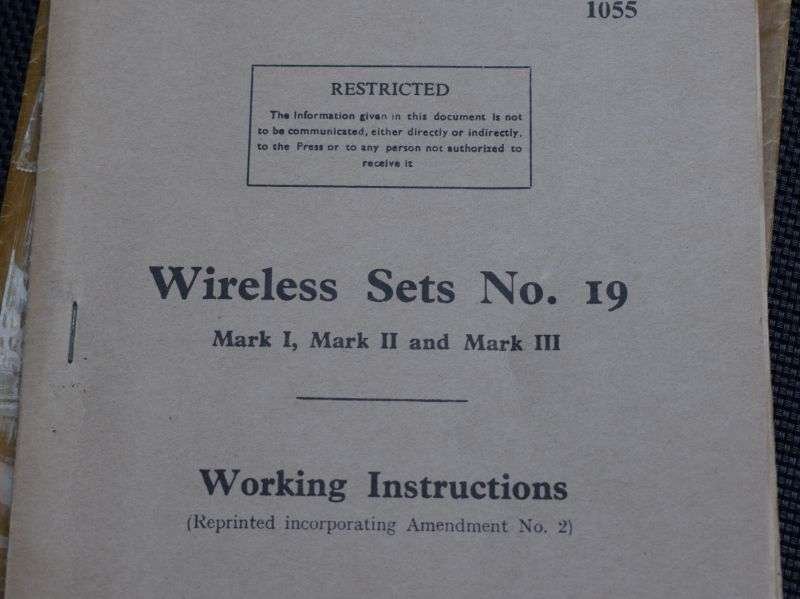 1055
RESTRICTED
The Information given in this document is not
to be communicated, either directly or indirectly,
to the Press or to any person not authorized to
receive it
Wireless Sets No. 19
Mark I, Mark II and Mark III
Working Instructions
(Reprinted incorporating Amendment No. 2)